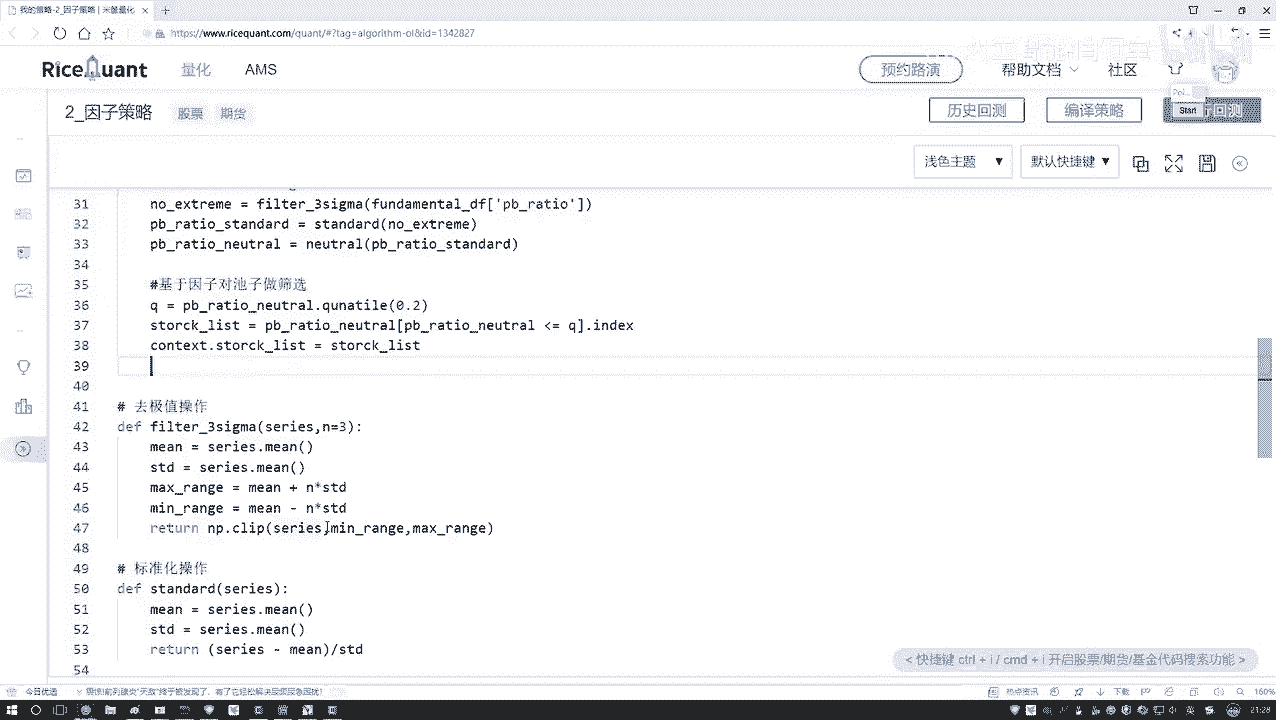 我的策略-2_因子策略 | 米筐量化
https://www.ricequant.com/quant/#?tag=algorithm-ol&id=1342827
RiceQuant 量化 AMS 预约路演 帮助文档 社区
2_因子策略 股票 期货 历史回测 编译策略 回测
Start
浅色主题 ▼ 默认快捷键 ▼
31 no_extreme = filter_3sigma(fundamental_df['pb_ratio'])
32 pb_ratio_standard = standard(no_extreme)
33 pb_ratio_neutral = neutral(pb_ratio_standard)
34
35 #基于因子对池子做筛选
36 q = pb_ratio_neutral.qunatile(0.2)
37 storck_list = pb_ratio_neutral[pb_ratio_neutral <= q].index
38 context.storck_list = storck_list
39
40
41 # 去极值操作
42 def filter_3sigma(series,n=3):
43 mean = series.mean()
44 std = series.mean()
45 max_range = mean + n*std
46 min_range = mean - n*std
47 return np.clip(series,min_range,max_range)
48
49 # 标准化操作
50 def standard(series):
51 mean = series.mean()
52 std = series.mean()
53 return (series - mean)/std
54
< 快捷键 ctrl + i / cmd + i 开启股票/期货/基金代码搜索功能 >
今日优选 热点资讯 下载 160%
21:28